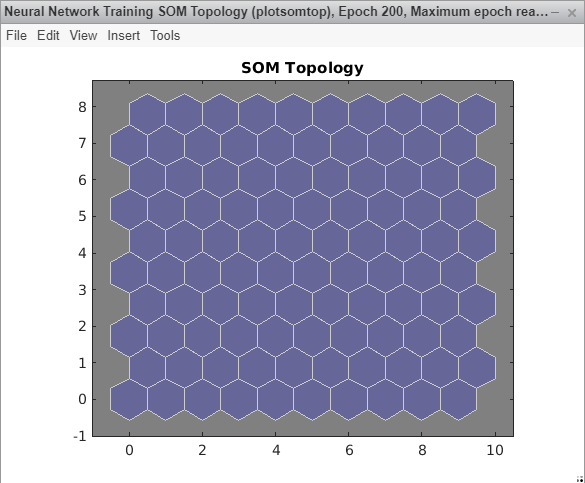 Neural Network Training SOM Topology (plotsomtop), Epoch 200, Maximum epoch rea...
File Edit View Insert Tools
SOM Topology
8
7
6
5
4
3
2
1
0
-1
0 2 4 6 8 10